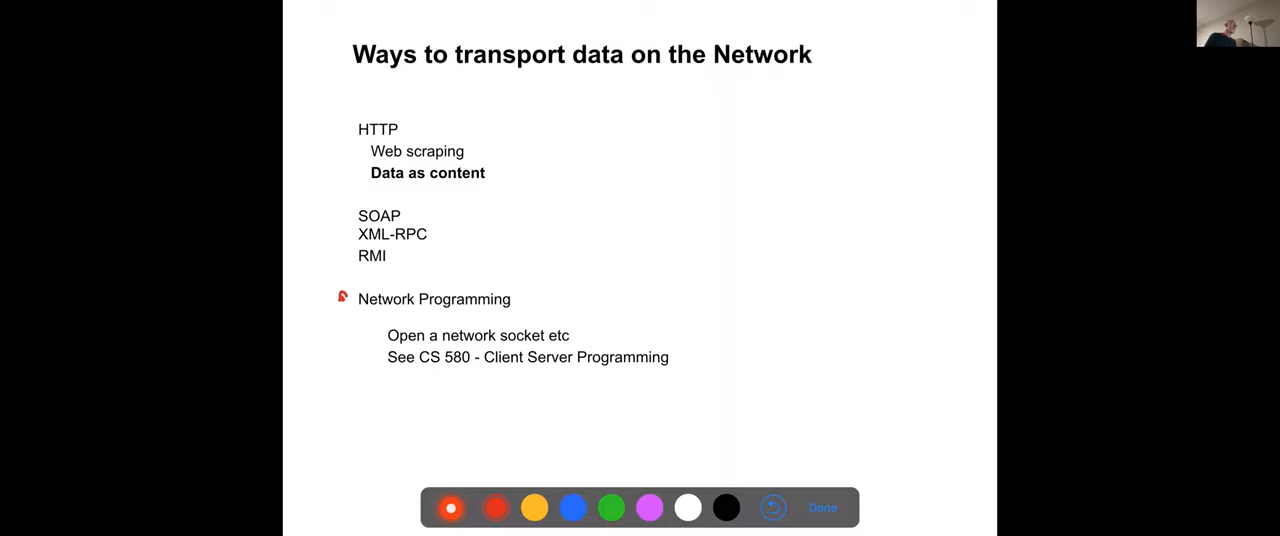 Ways to transport data on the Network
HTTP
Web scraping
Data as content
SOAP
XML-RPC
RMI
Network Programming
Open a network socket etc
See CS 580 - Client Server Programming
Done